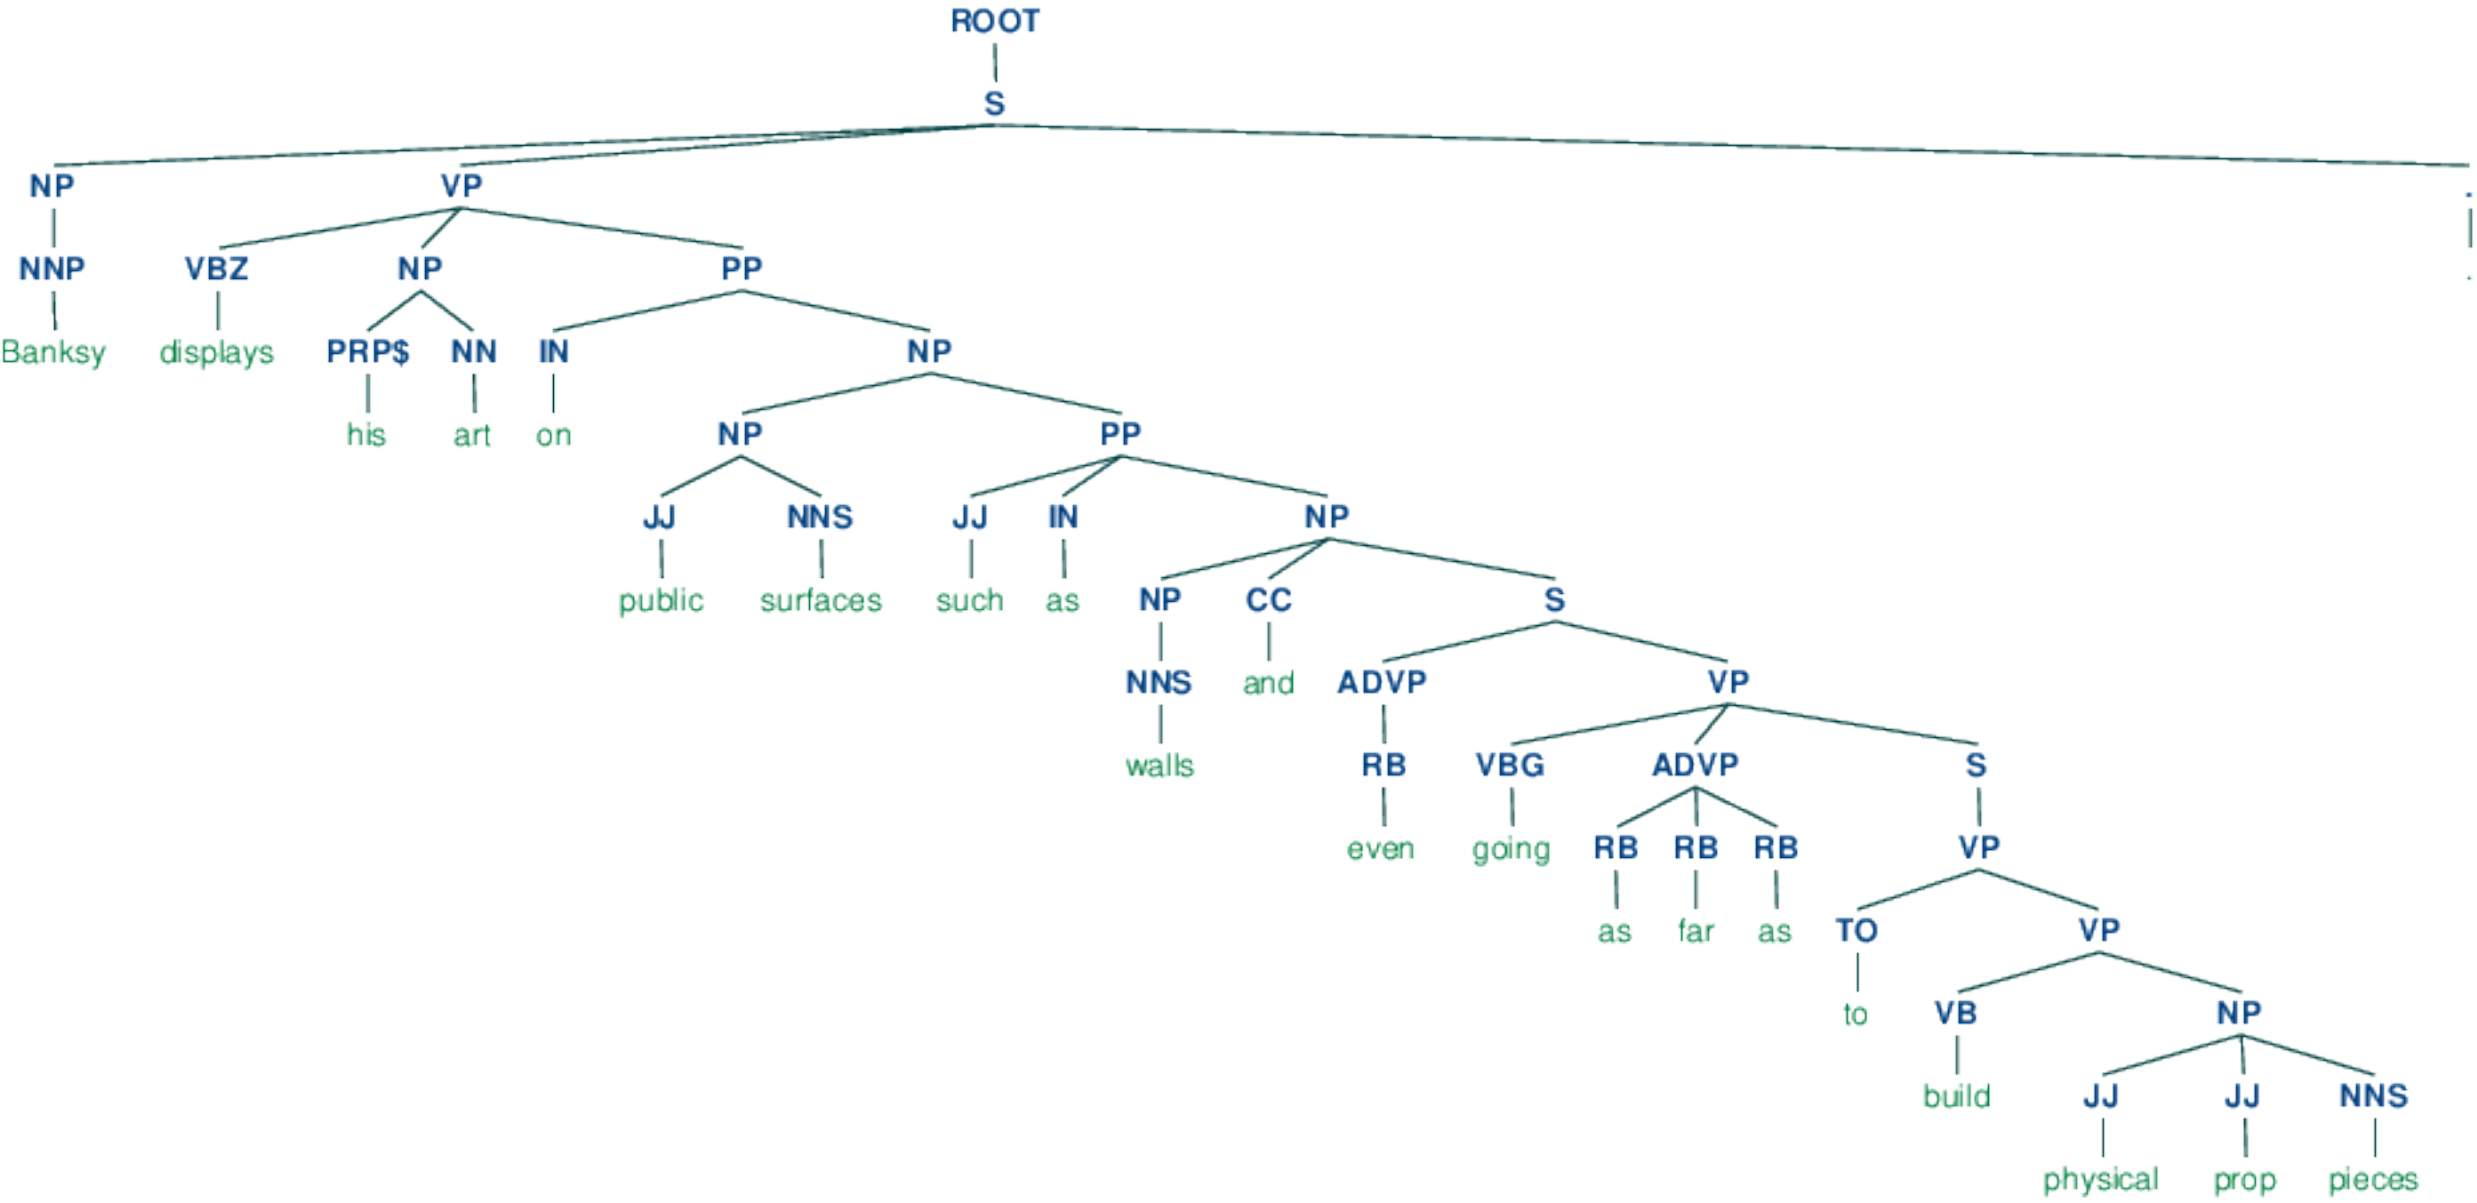 ROOT
S
NP VP .
NNP VBZ NP PP .
Banksy displays PRP$ NN IN NP
his art on NP PP
JJ NNS JJ IN NP
public surfaces such as NP CC S
NNS and ADVP VP
walls RB VBG ADVP S
even going RB RB RB VP
as far as TO VP
to VB NP
build JJ JJ NNS
physical prop pieces